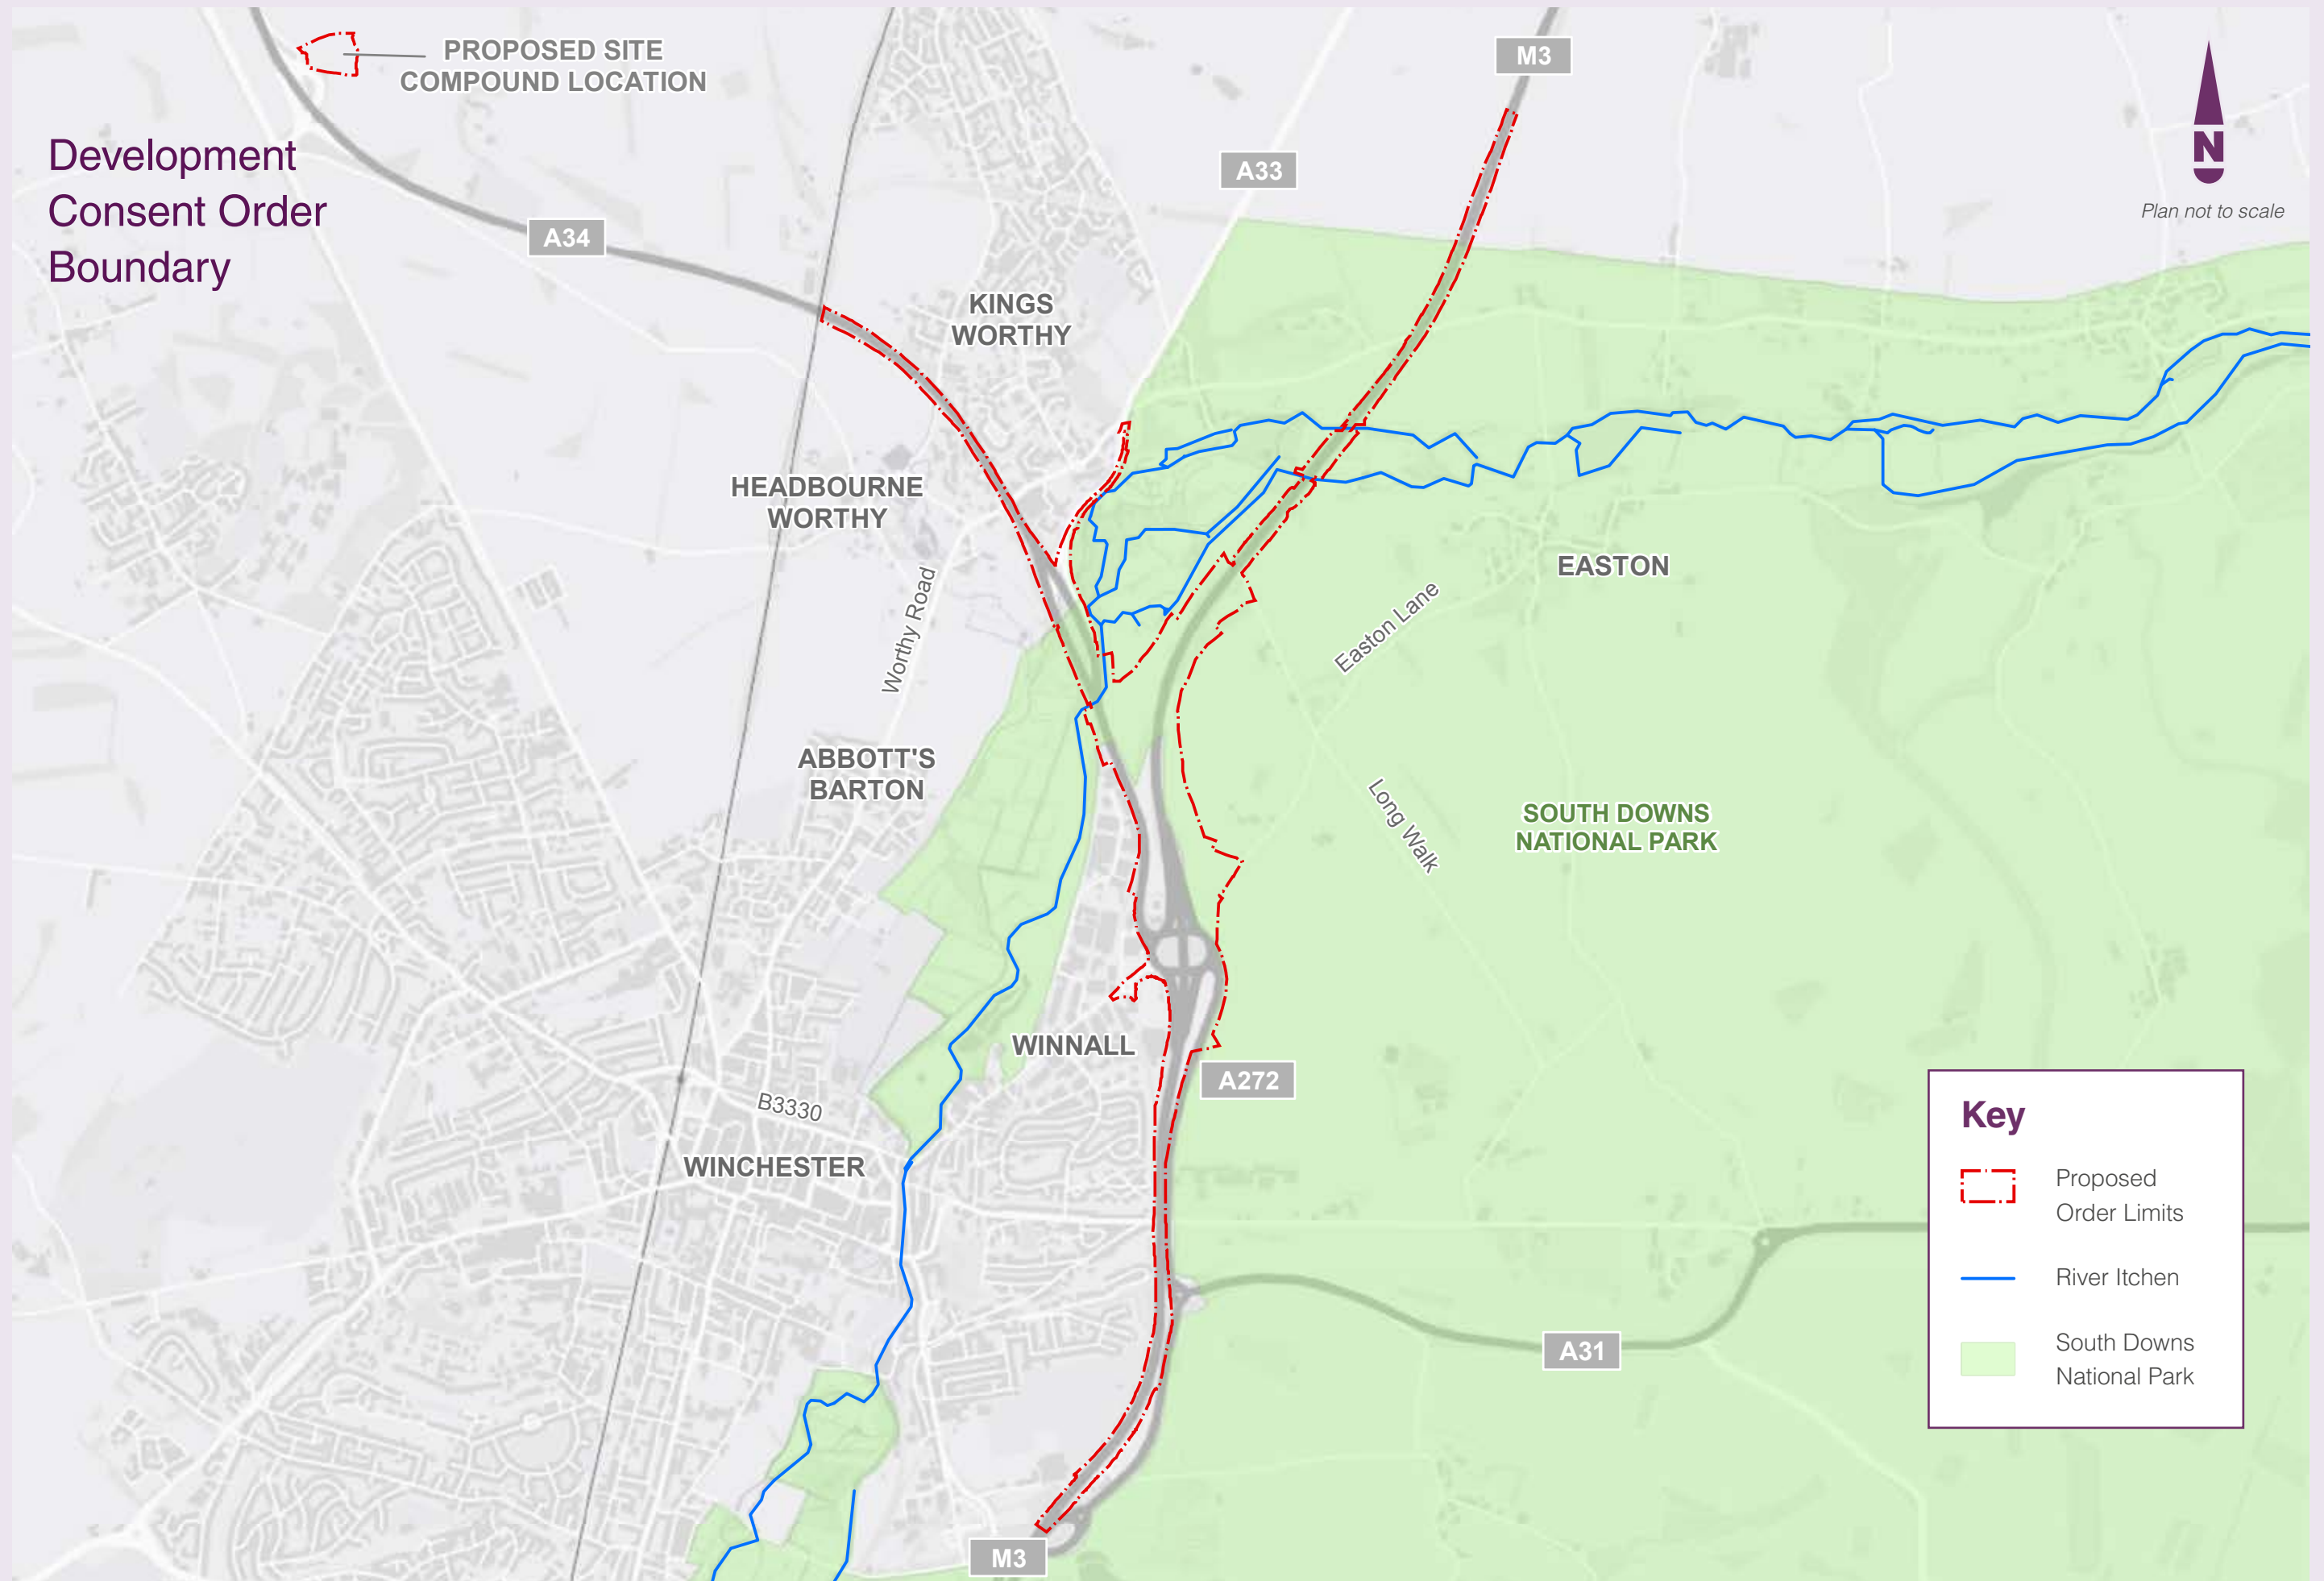 PROPOSED SITE
COMPOUND LOCATION
M3
N
Plan not to scale
Development
Consent Order
Boundary
A33
A34
KINGS
WORTHY
HEADBOURNE
WORTHY
Worthy Road
EASTON
Easton Lane
ABBOTT'S
BARTON
Long Walk
SOUTH DOWNS
NATIONAL PARK
WINNALL
A272
B3330
WINCHESTER
A31
M3
Key
Proposed
Order Limits
River Itchen
South Downs
National Park